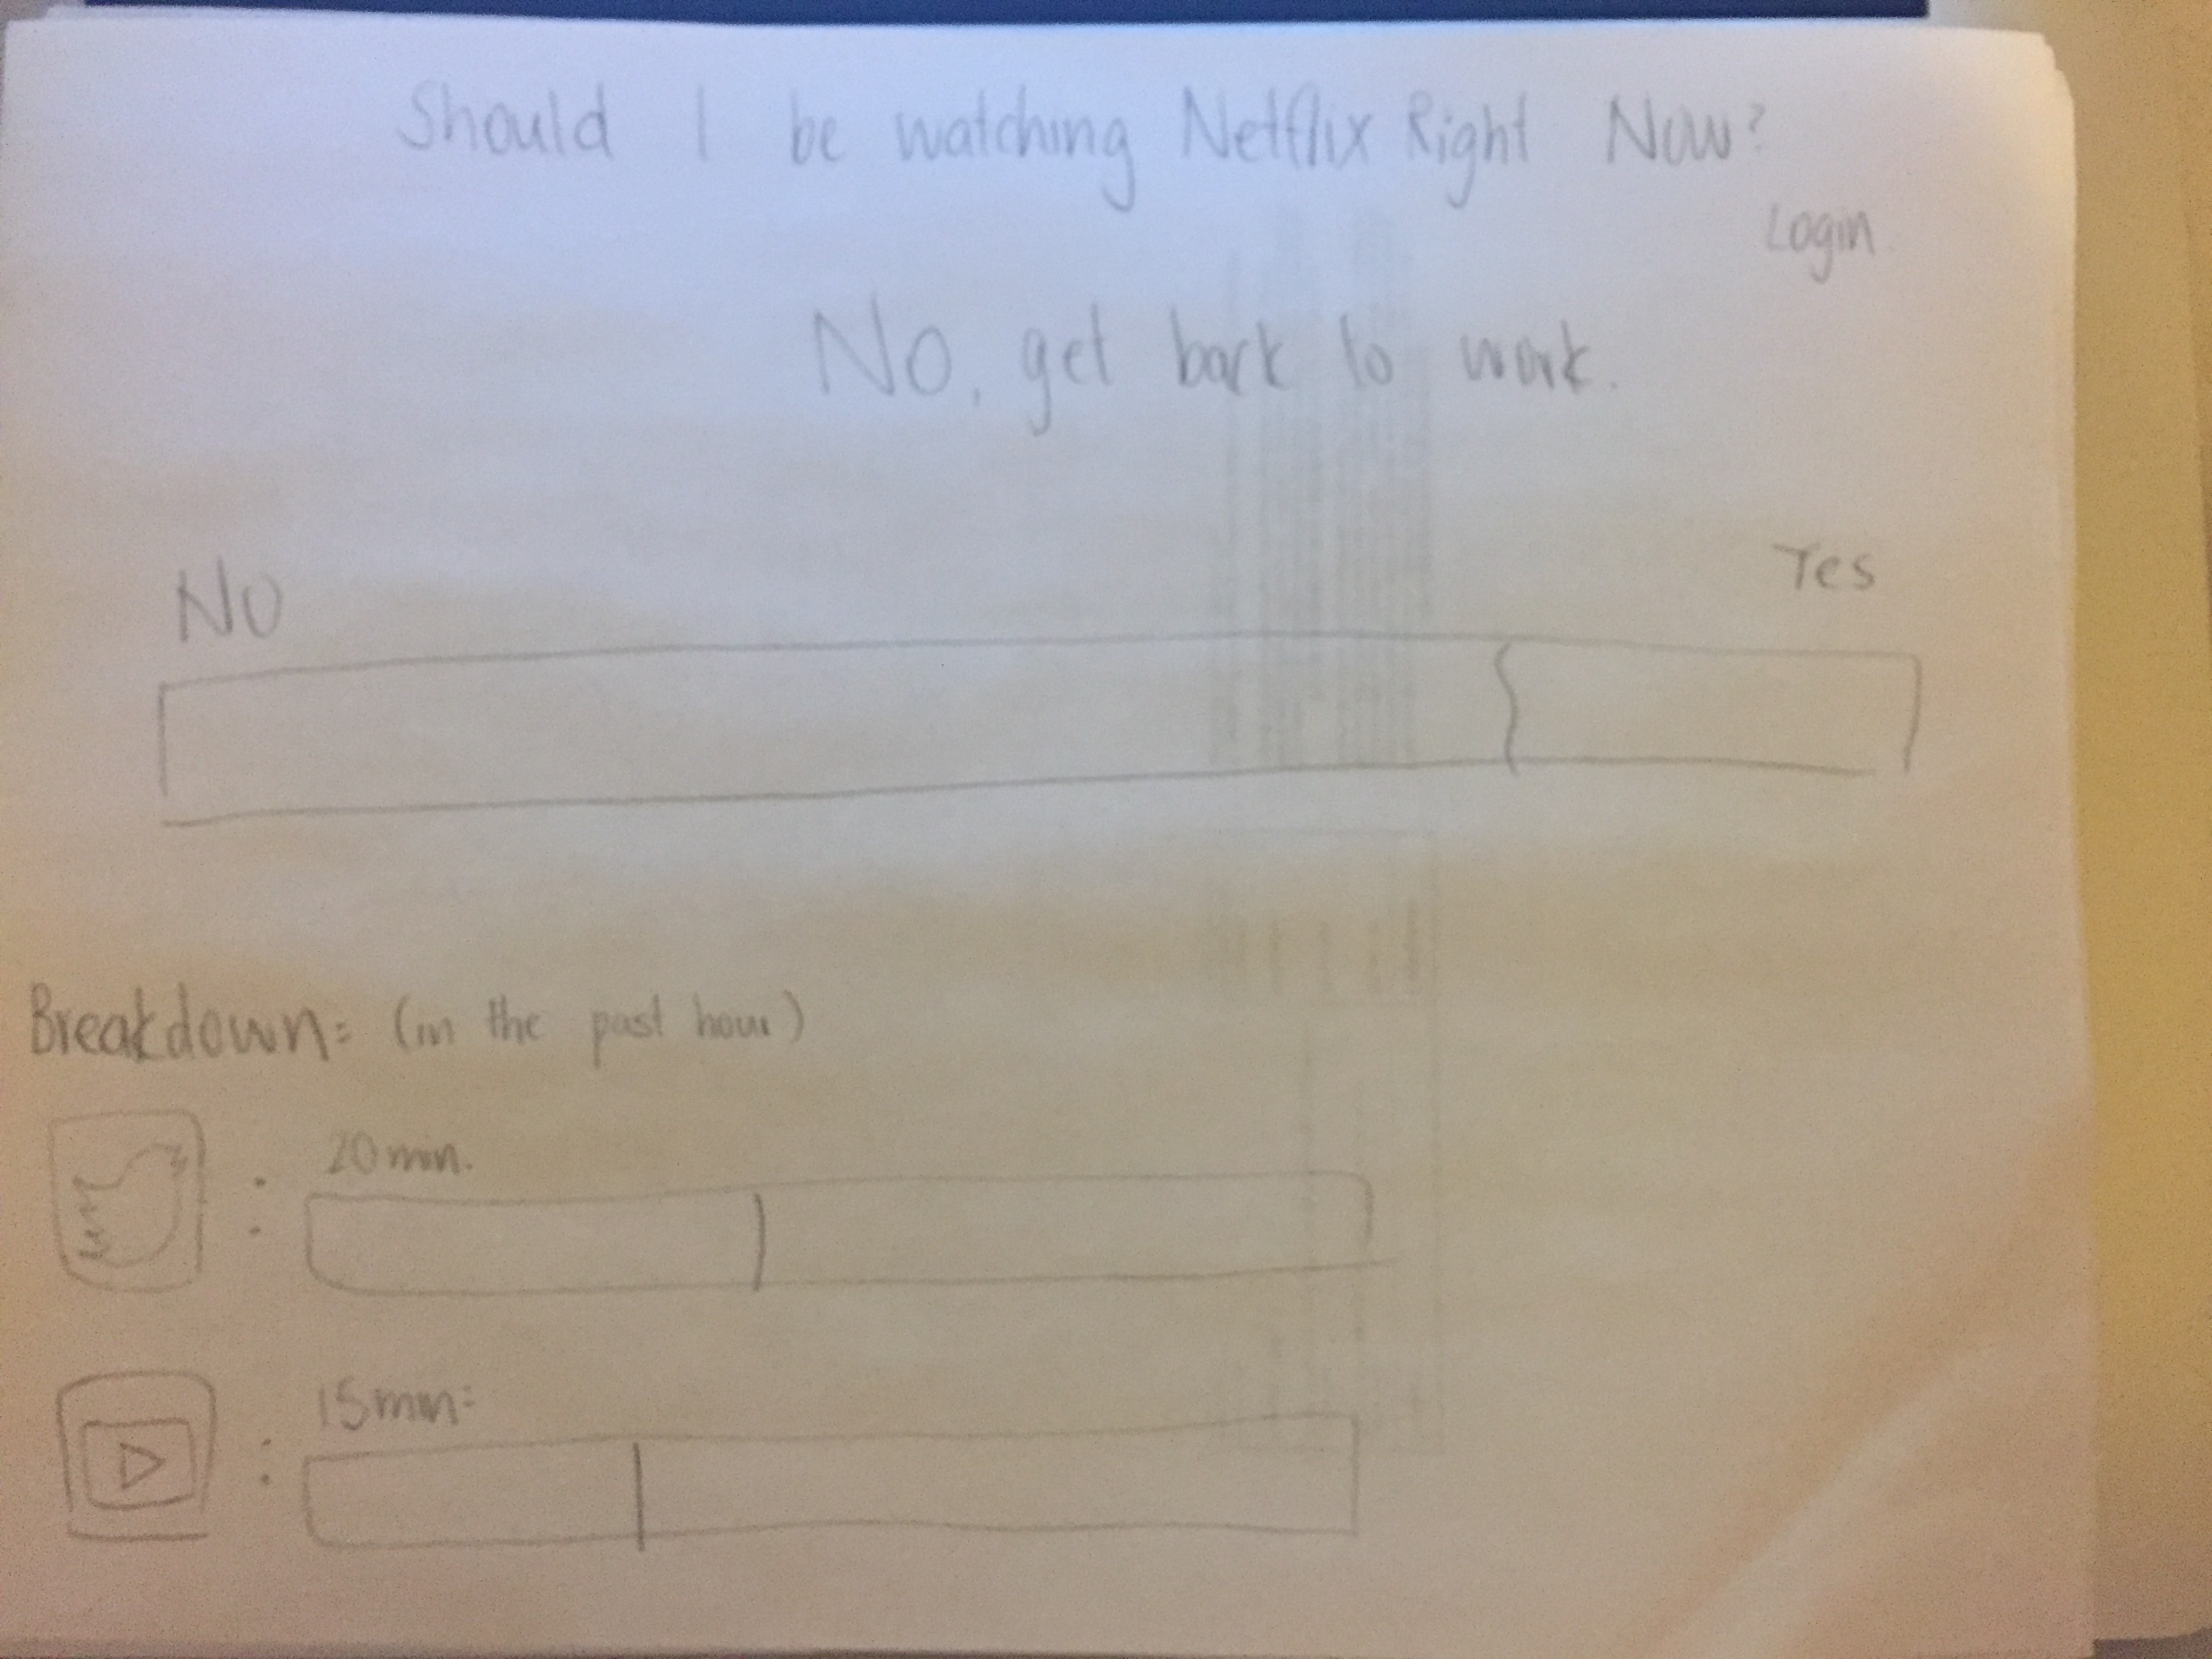 Should I be watching Netflix Right Now?
Login
No, get back to work.
No
Yes
Breakdown: (in the past hour)
: 20 min.
: 15 min: